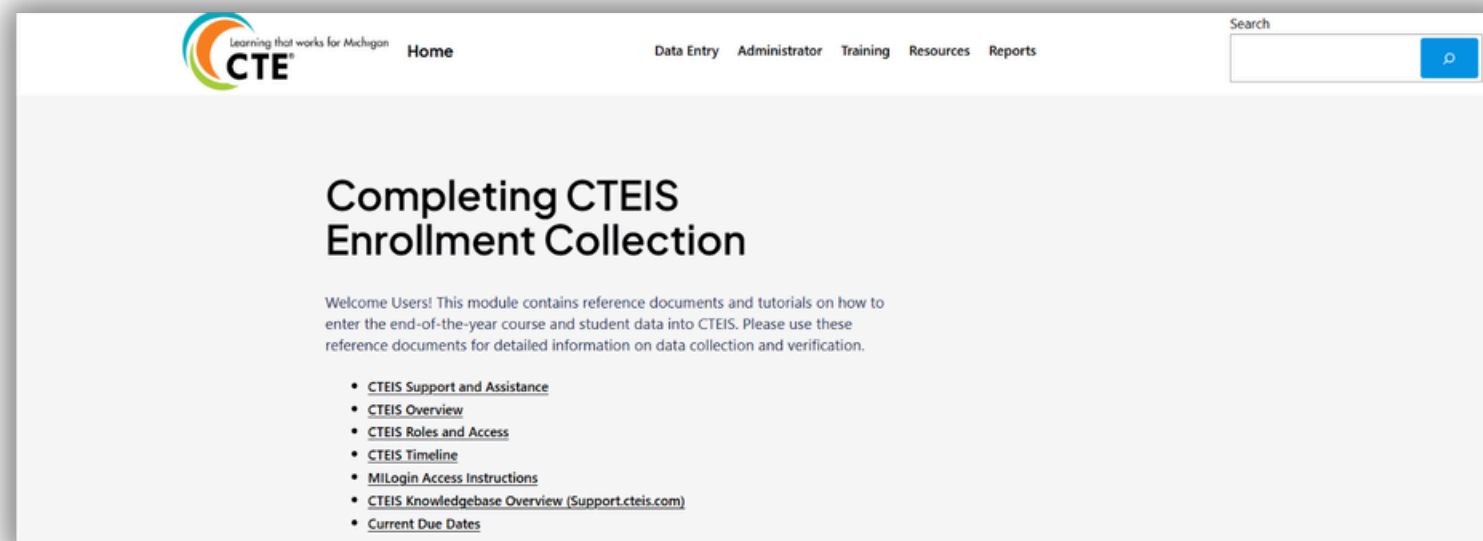 Learning that works for Michigan
CTE®
Home
Data Entry Administrator Training Resources Reports
Search
Completing CTEIS
Enrollment Collection
Welcome Users! This module contains reference documents and tutorials on how to
enter the end-of-the-year course and student data into CTEIS. Please use these
reference documents for detailed information on data collection and verification.
• CTEIS Support and Assistance
• CTEIS Overview
• CTEIS Roles and Access
• CTEIS Timeline
• MILogin Access Instructions
• CTEIS Knowledgebase Overview (Support.cteis.com)
• Current Due Dates